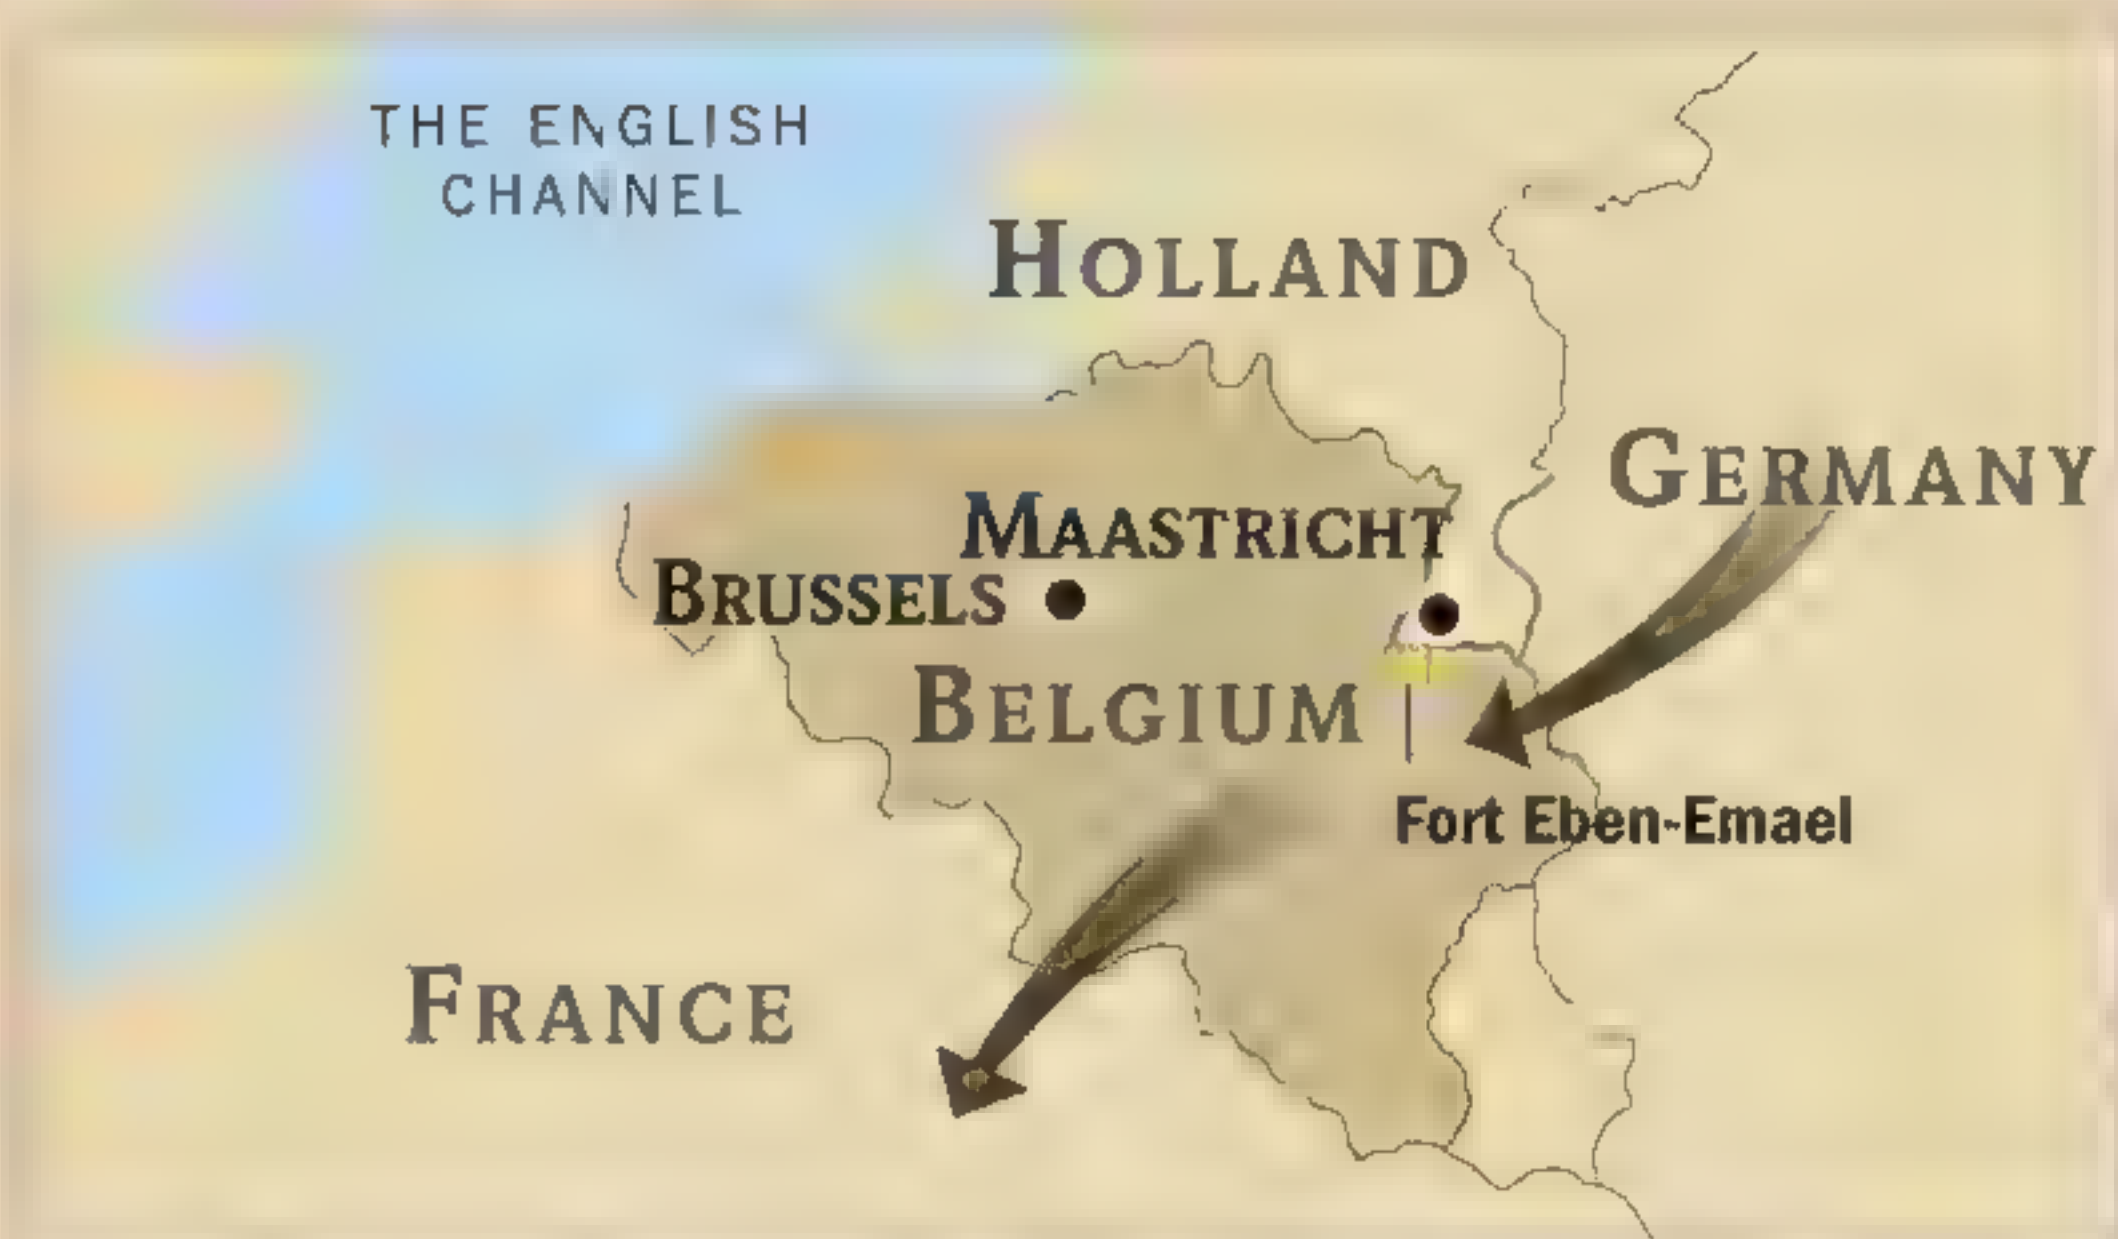 THE ENGLISH
CHANNEL
HOLLAND
GERMANY
MAASTRICHT
BRUSSELS
BELGIUM
Fort Eben-Emael
FRANCE